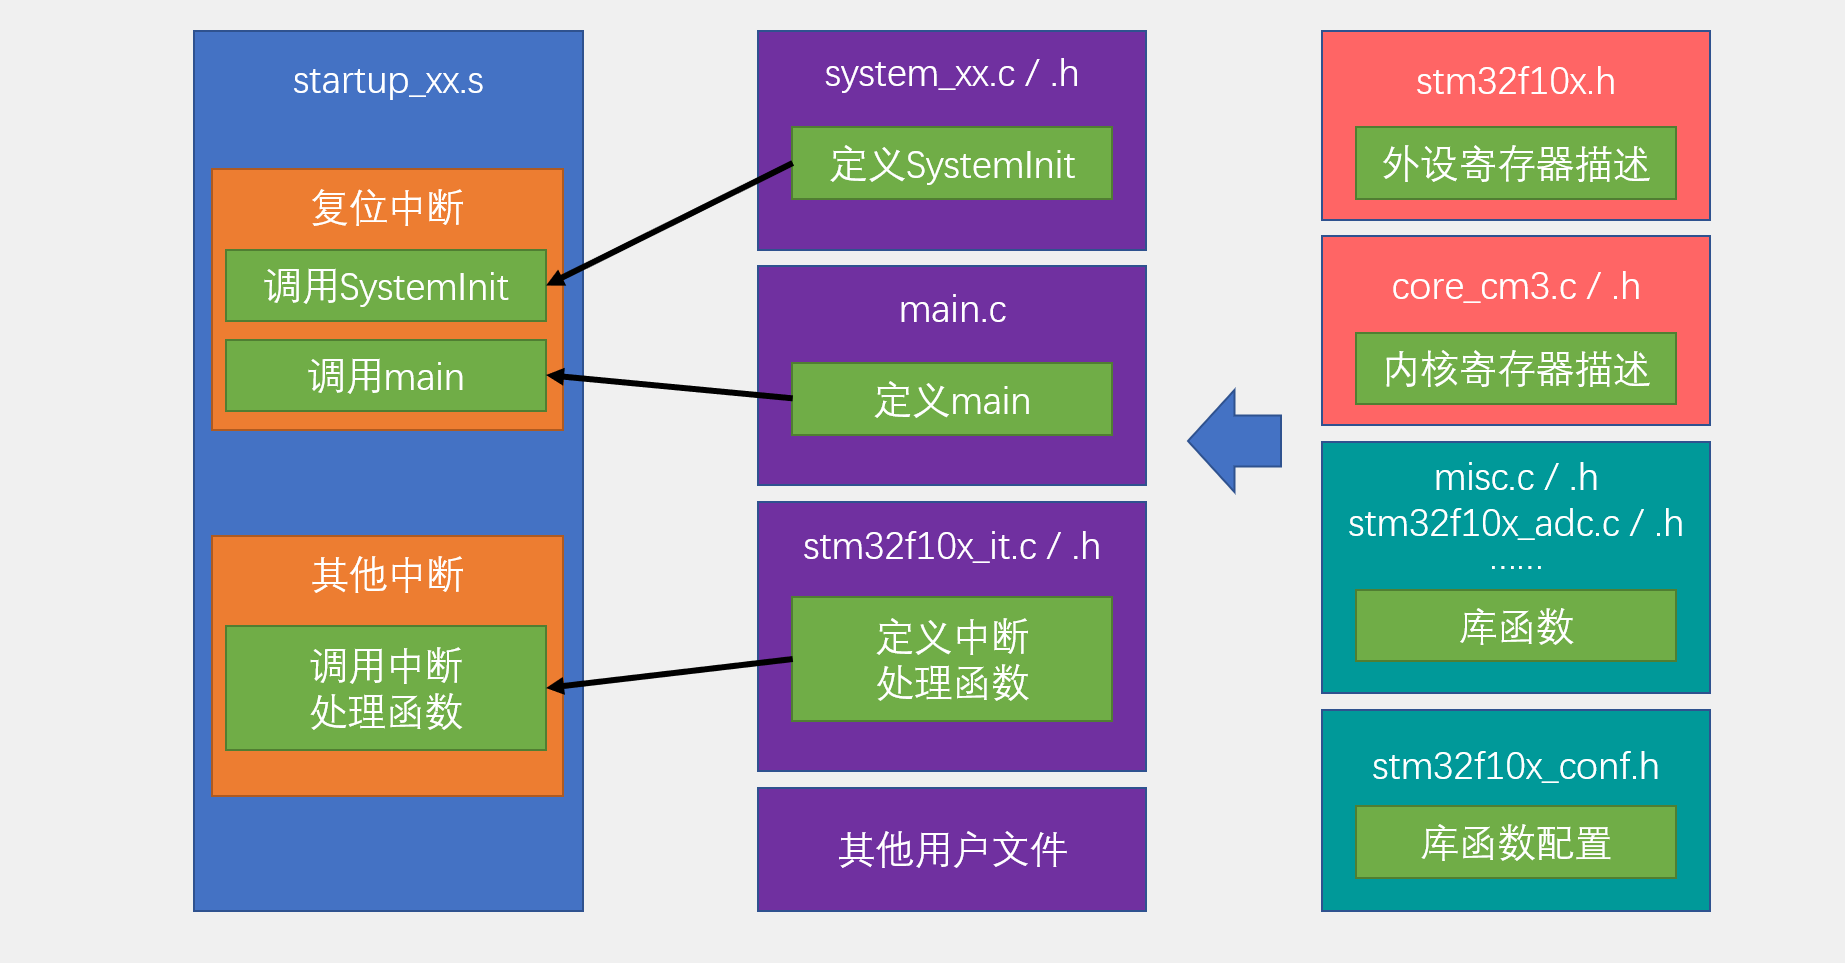 startup_xx.s
复位中断
调用SystemInit
调用main
其他中断
调用中断
处理函数
system_xx.c / .h
定义SystemInit
main.c
定义main
stm32f10x_it.c / .h
定义中断
处理函数
其他用户文件
stm32f10x.h
外设寄存器描述
core_cm3.c / .h
内核寄存器描述
misc.c / .h
stm32f10x_adc.c / .h
……
库函数
stm32f10x_conf.h
库函数配置